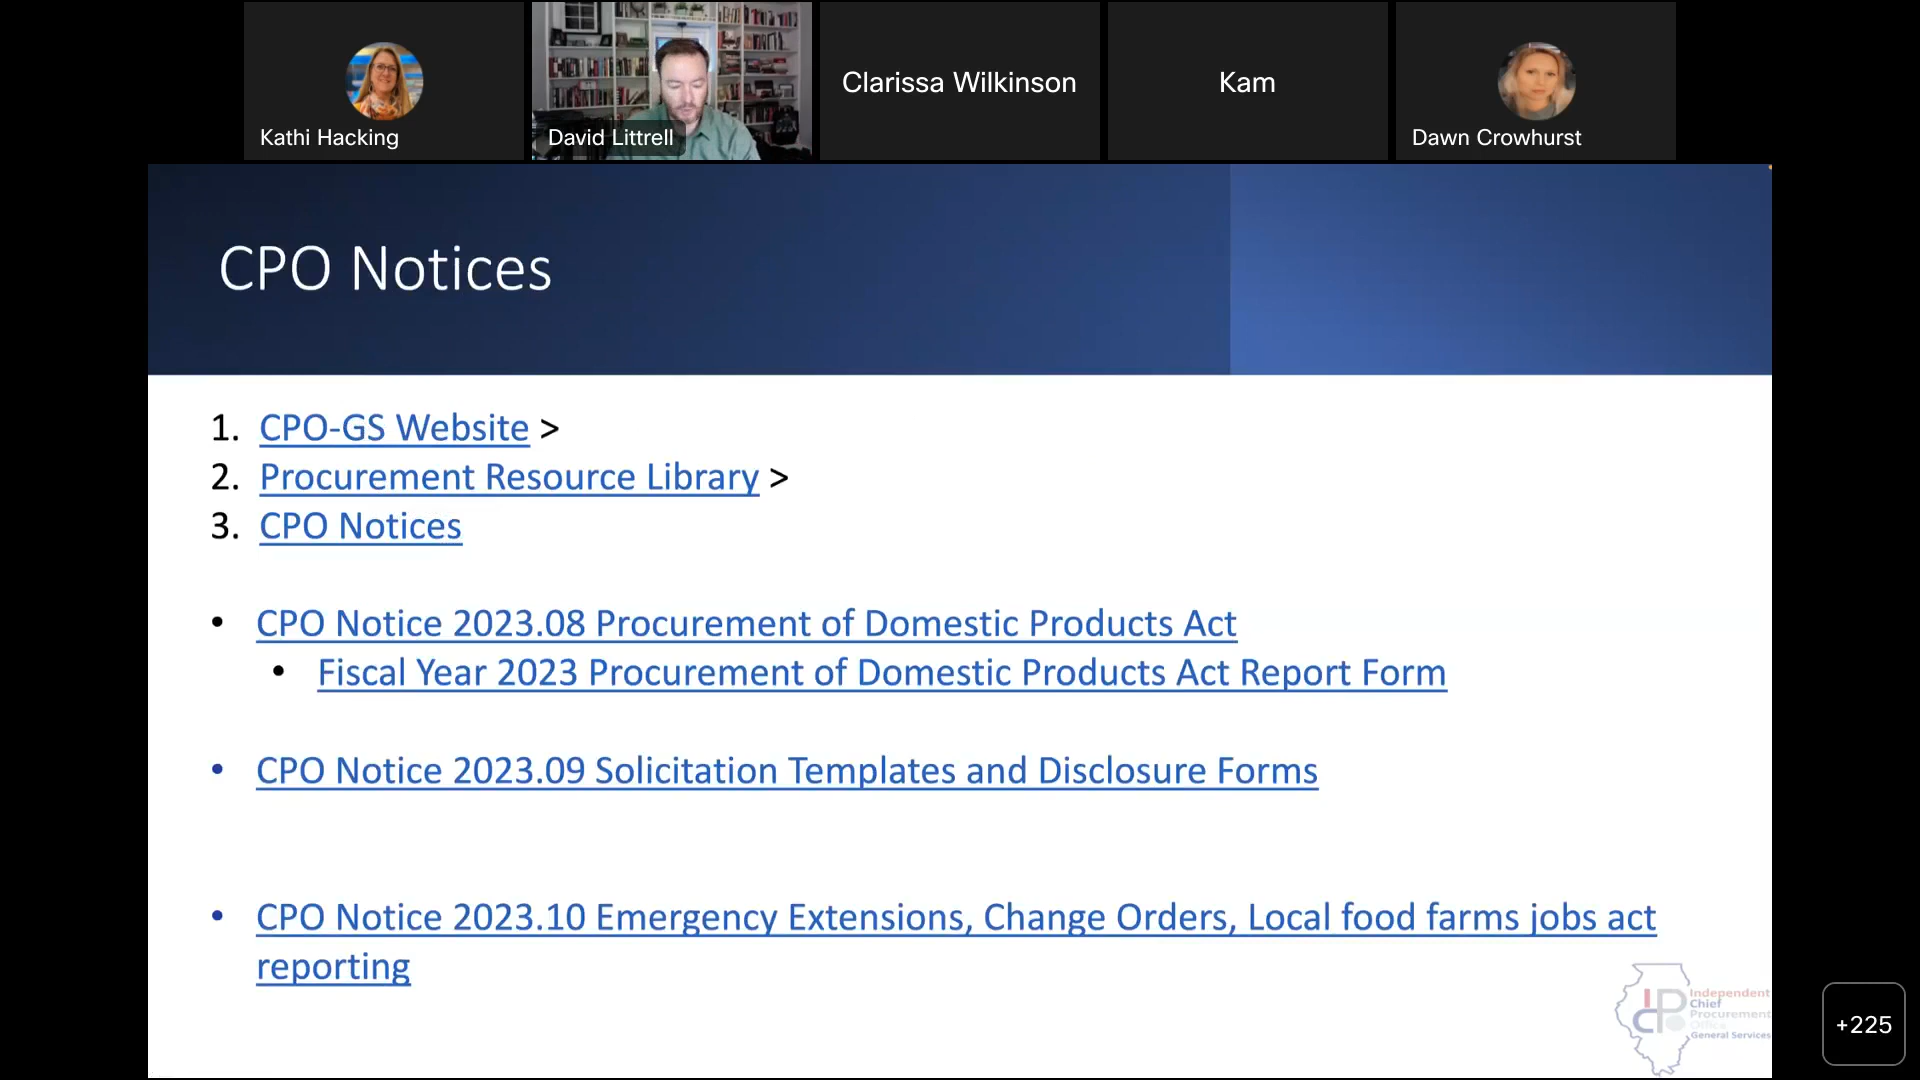 Kathi Hacking
David Littrell
Clarissa Wilkinson
Kam
Dawn Crowhurst
CPO Notices
1. CPO-GS Website >
2. Procurement Resource Library >
3. CPO Notices
• CPO Notice 2023.08 Procurement of Domestic Products Act
• Fiscal Year 2023 Procurement of Domestic Products Act Report Form
• CPO Notice 2023.09 Solicitation Templates and Disclosure Forms
• CPO Notice 2023.10 Emergency Extensions, Change Orders, Local food farms jobs act
reporting
ICPO
Independent
Chief
Procurement
Office
General Services
+225